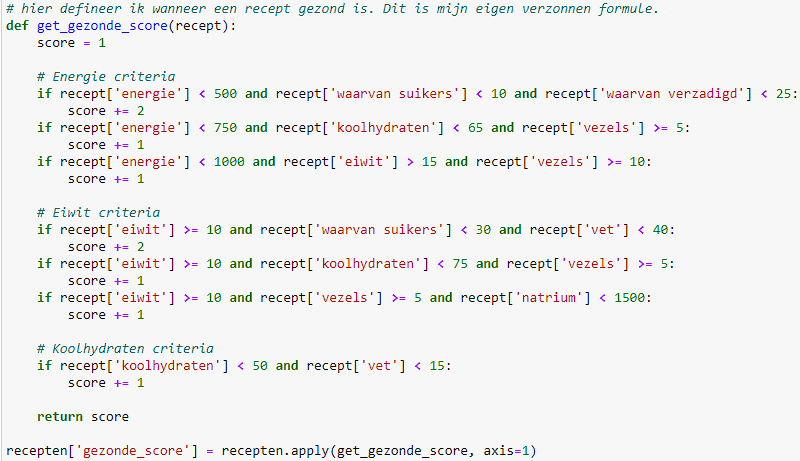 # hier defineer ik wanneer een recept gezond is. Dit is mijn eigen verzonnen formule.
def get_gezonde_score(recept):
    score = 1

    # Energie criteria
    if recept['energie'] < 500 and recept['waarvan suikers'] < 10 and recept['waarvan verzadigd'] < 25:
        score += 2
    if recept['energie'] < 750 and recept['koolhydraten'] < 65 and recept['vezels'] >= 5:
        score += 1
    if recept['energie'] < 1000 and recept['eiwit'] > 15 and recept['vezels'] >= 10:
        score += 1

    # Eiwit criteria
    if recept['eiwit'] >= 10 and recept['waarvan suikers'] < 30 and recept['vet'] < 40:
        score += 2
    if recept['eiwit'] >= 10 and recept['koolhydraten'] < 75 and recept['vezels'] >= 5:
        score += 1
    if recept['eiwit'] >= 10 and recept['vezels'] >= 5 and recept['natrium'] < 1500:
        score += 1

    # Koolhydraten criteria
    if recept['koolhydraten'] < 50 and recept['vet'] < 15:
        score += 1

    return score

recepten['gezonde_score'] = recepten.apply(get_gezonde_score, axis=1)